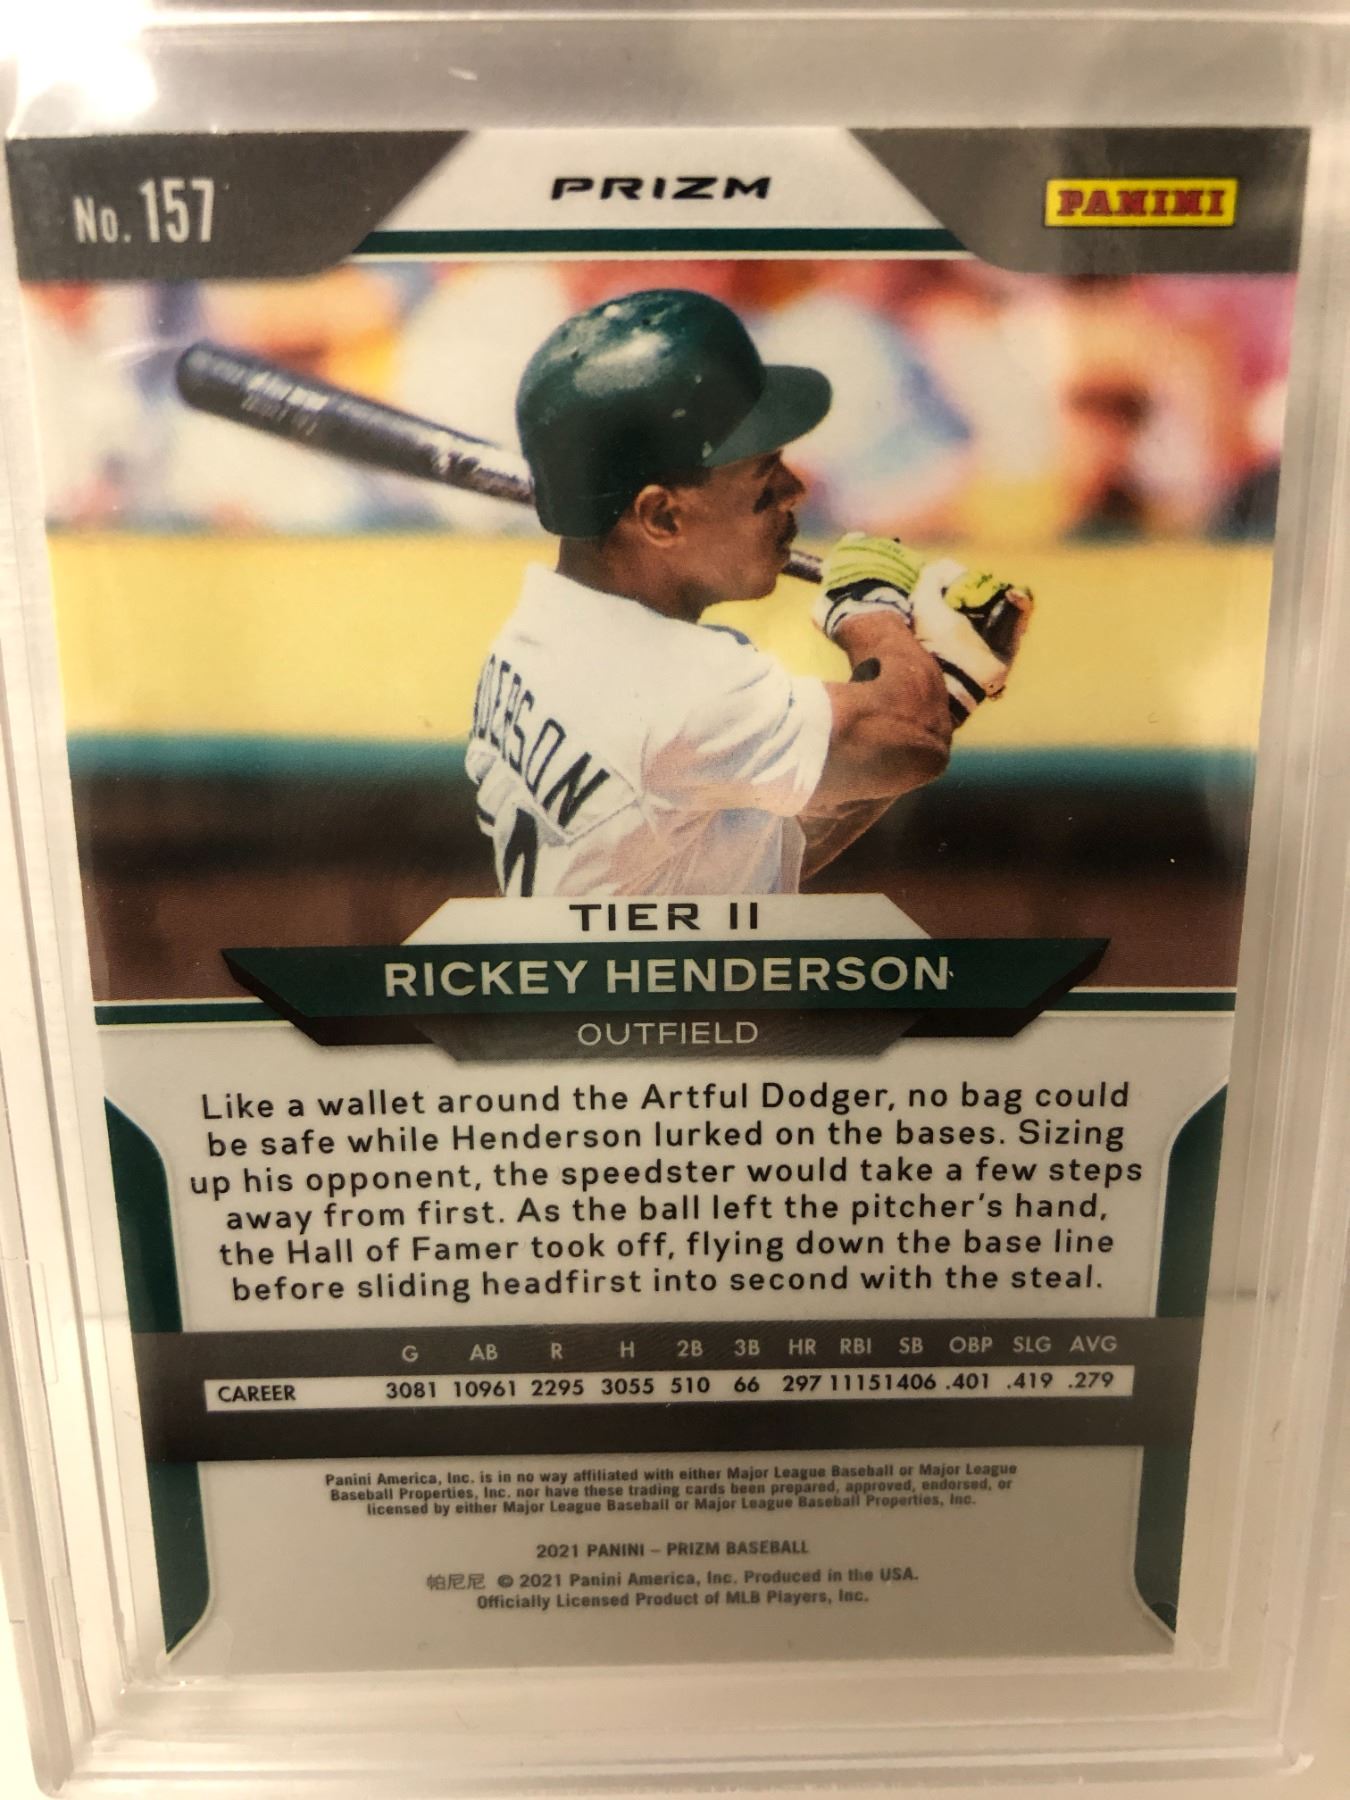 No. 157
PRIZM
PANINI
DERSON
TIER II
RICKEY HENDERSON
OUTFIELD
Like a wallet around the Artful Dodger, no bag could
be safe while Henderson lurked on the bases. Sizing
up his opponent, the speedster would take a few steps
away from first. As the ball left the pitcher's hand,
the Hall of Famer took off, flying down the base line
before sliding headfirst into second with the steal.
G AB R H 2B 3B HR RBI SB OBP SLG AVG
CAREER 3081 10961 2295 3055 510 66 297 1115 1406 .401 .419 .279
Panini America, Inc. is in no way affiliated with either Major League Baseball or Major League
Baseball Properties, Inc. nor have these trading cards been prepared, approved, endorsed, or
licensed by either Major League Baseball or Major League Baseball Properties, Inc.
2021 PANINI – PRIZM BASEBALL
帕尼尼 © 2021 Panini America, Inc. Produced in the USA.
Officially Licensed Product of MLB Players, Inc.